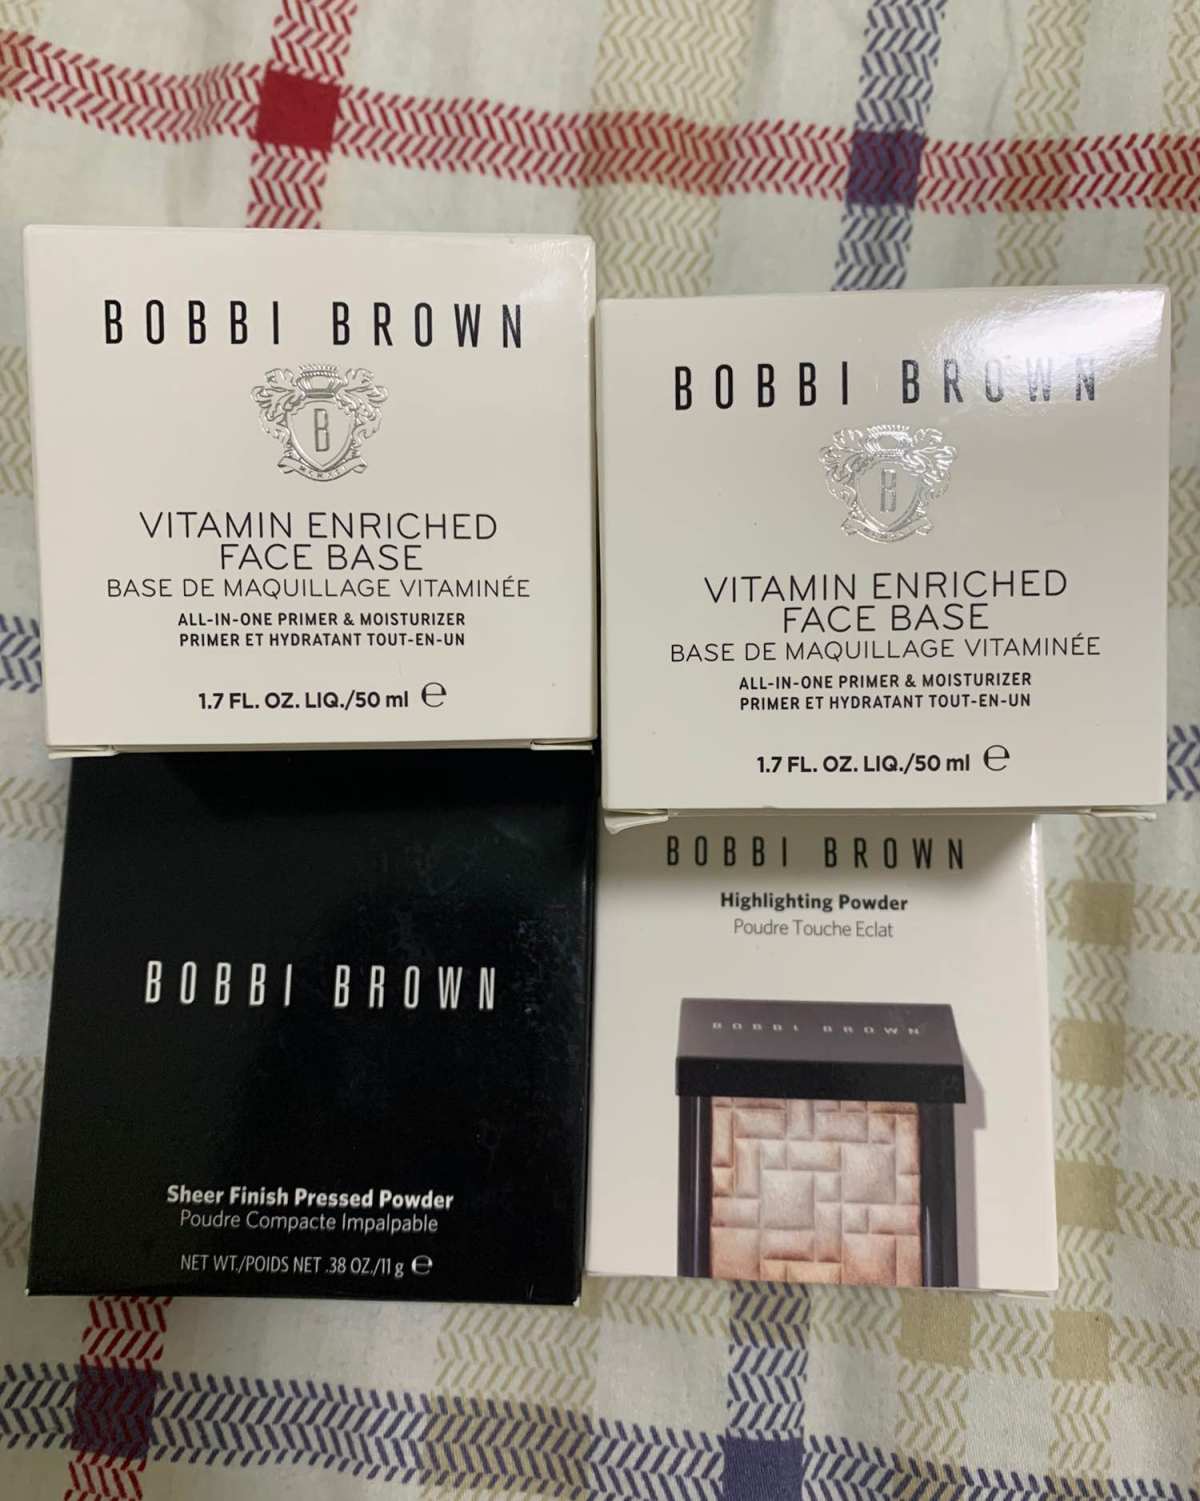 BOBBI BROWN
B
VITAMIN ENRICHED
FACE BASE
BASE DE MAQUILLAGE VITAMINÉE
ALL-IN-ONE PRIMER & MOISTURIZER
PRIMER ET HYDRATANT TOUT-EN-UN
1.7 FL. OZ. LIQ./50 ml ℮
BOBBI BROWN
B
VITAMIN ENRICHED
FACE BASE
BASE DE MAQUILLAGE VITAMINÉE
ALL-IN-ONE PRIMER & MOISTURIZER
PRIMER ET HYDRATANT TOUT-EN-UN
1.7 FL. OZ. LIQ./50 ml ℮
BOBBI BROWN
Sheer Finish Pressed Powder
Poudre Compacte Impalpable
NET WT./POIDS NET .38 OZ./11 g ℮
BOBBI BROWN
Highlighting Powder
Poudre Touche Eclat
BOBBI BROWN